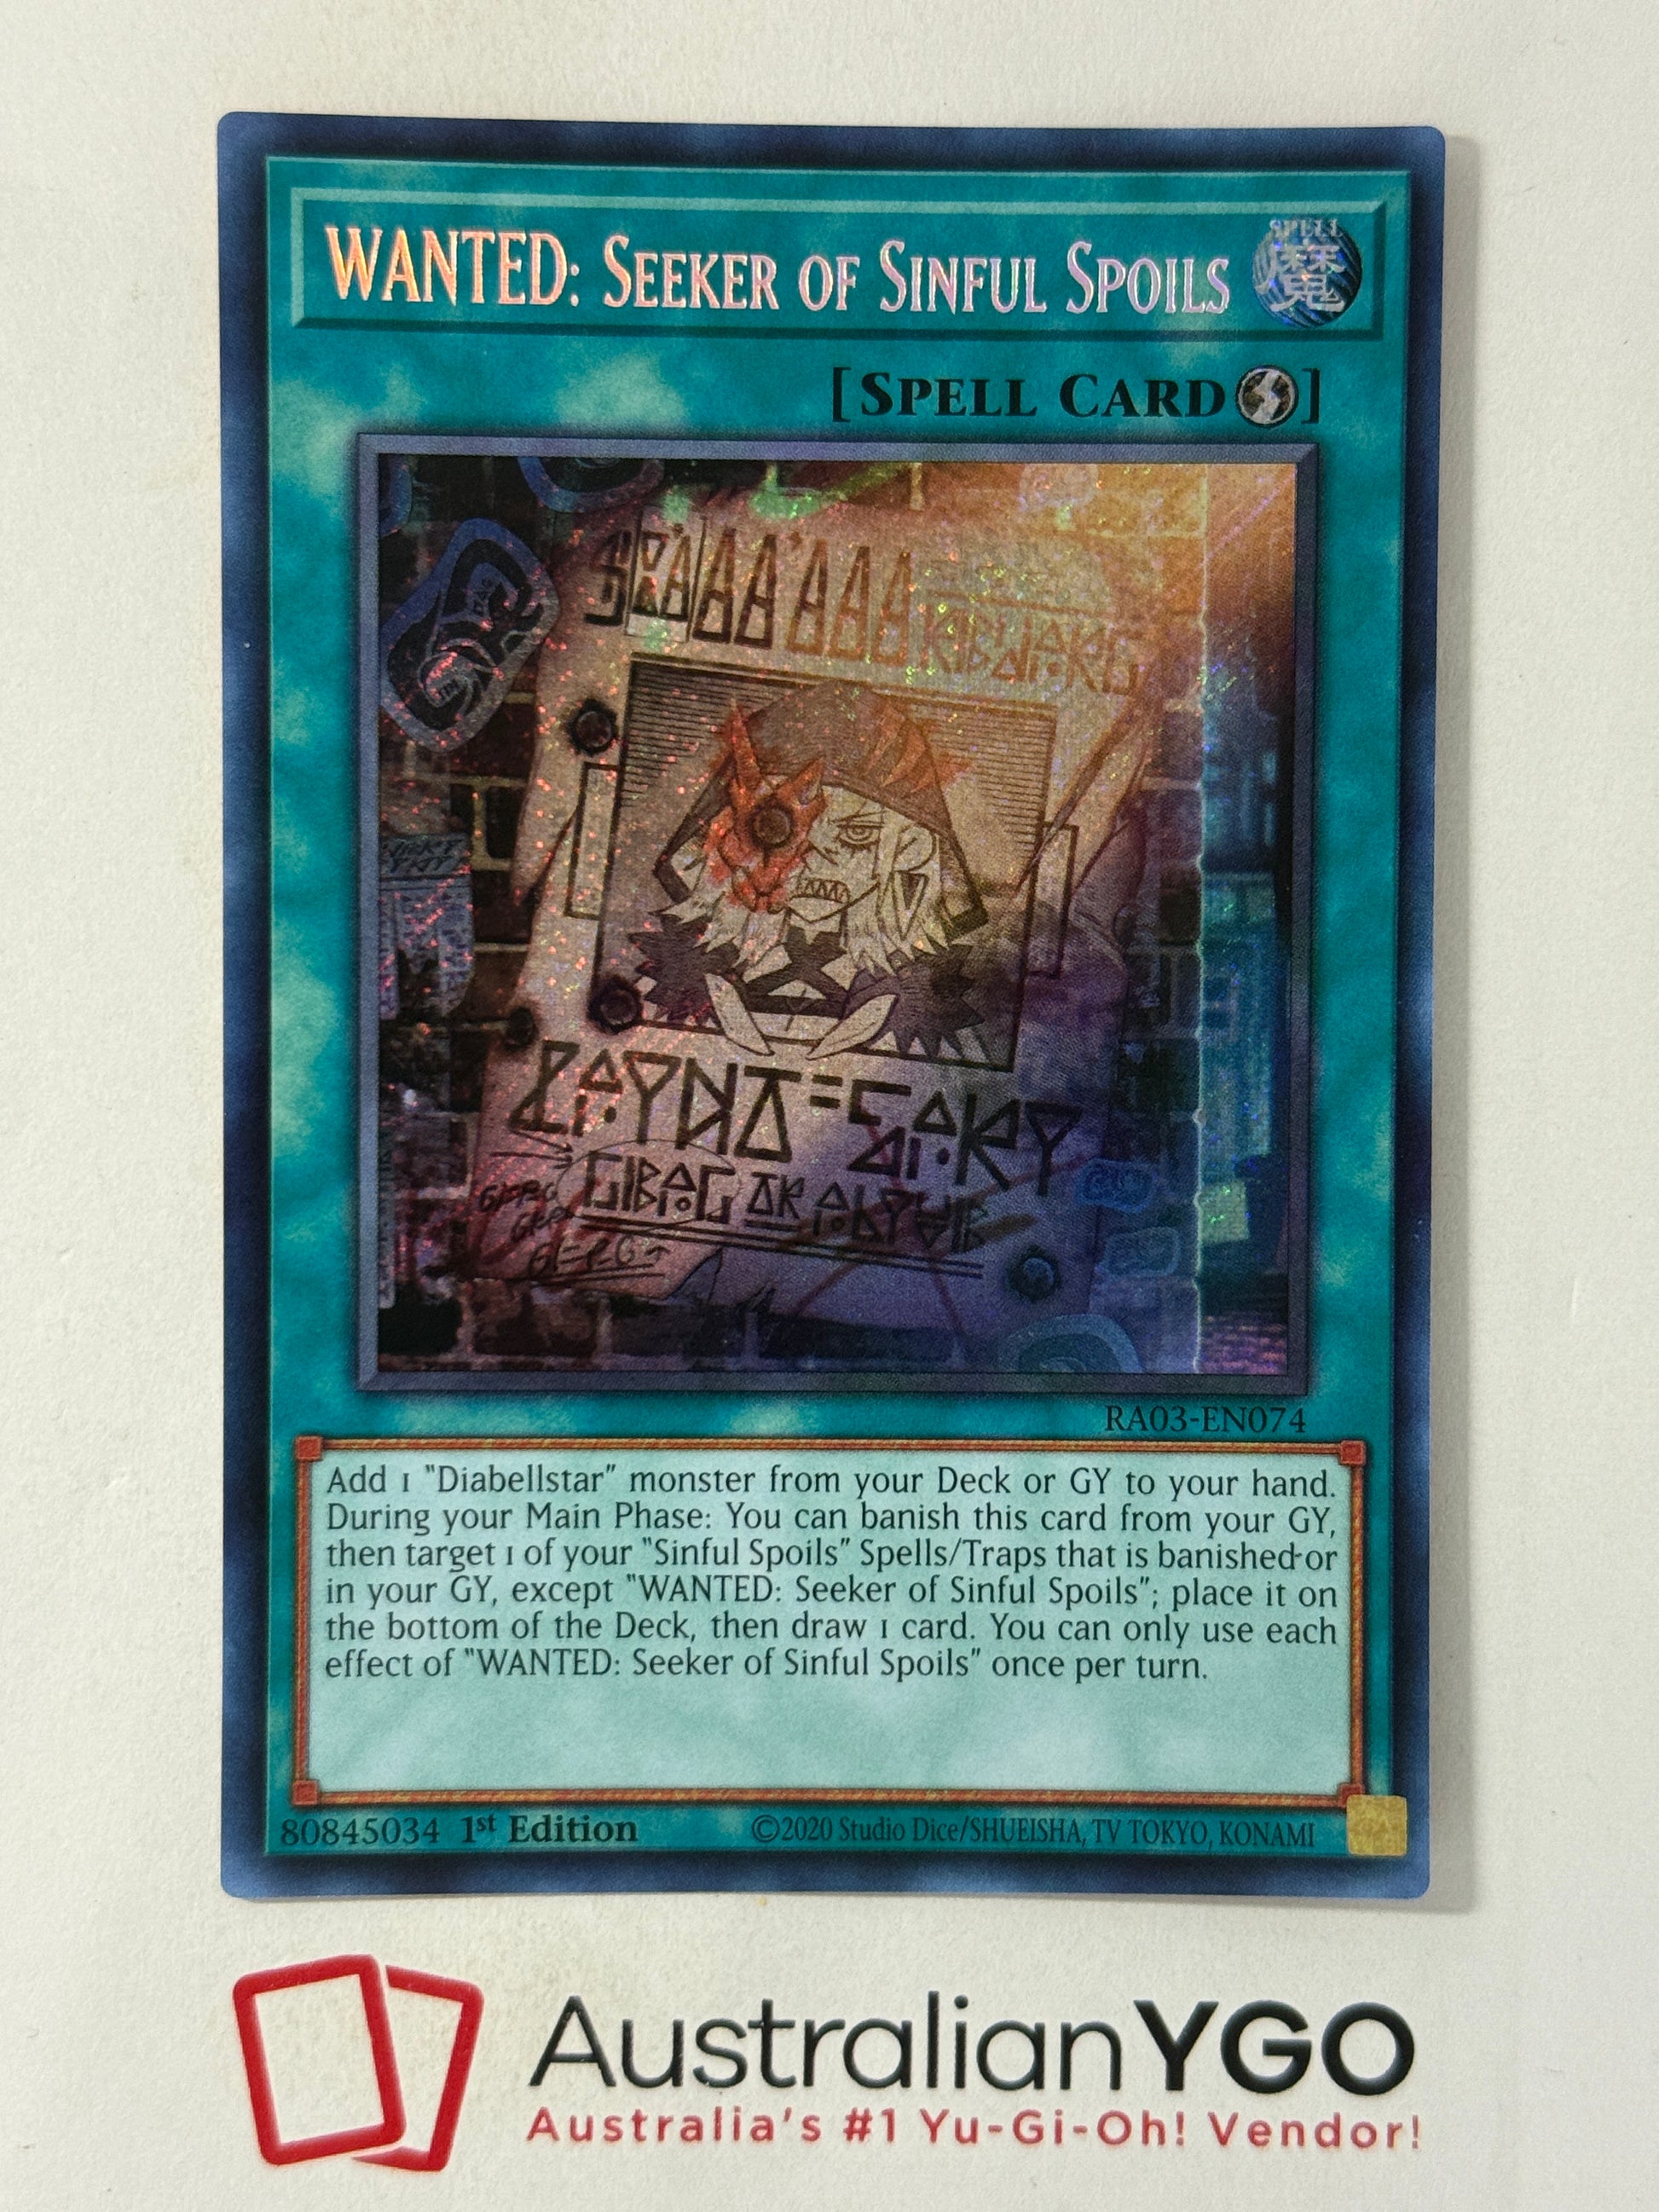 WANTED: SEEKER OF SINFUL SPOILS
SPELL
魔
[SPELL CARD]
RA03-EN074
Add 1 "Diabellstar" monster from your Deck or GY to your hand.
During your Main Phase: You can banish this card from your GY,
then target 1 of your "Sinful Spoils" Spells/Traps that is banished or
in your GY, except "WANTED: Seeker of Sinful Spoils"; place it on
the bottom of the Deck, then draw 1 card. You can only use each
effect of "WANTED: Seeker of Sinful Spoils" once per turn.
80845034 1st Edition ©2020 Studio Dice/SHUEISHA, TV TOKYO, KONAMI
AustralianYGO
Australia's #1 Yu-Gi-Oh! Vendor!